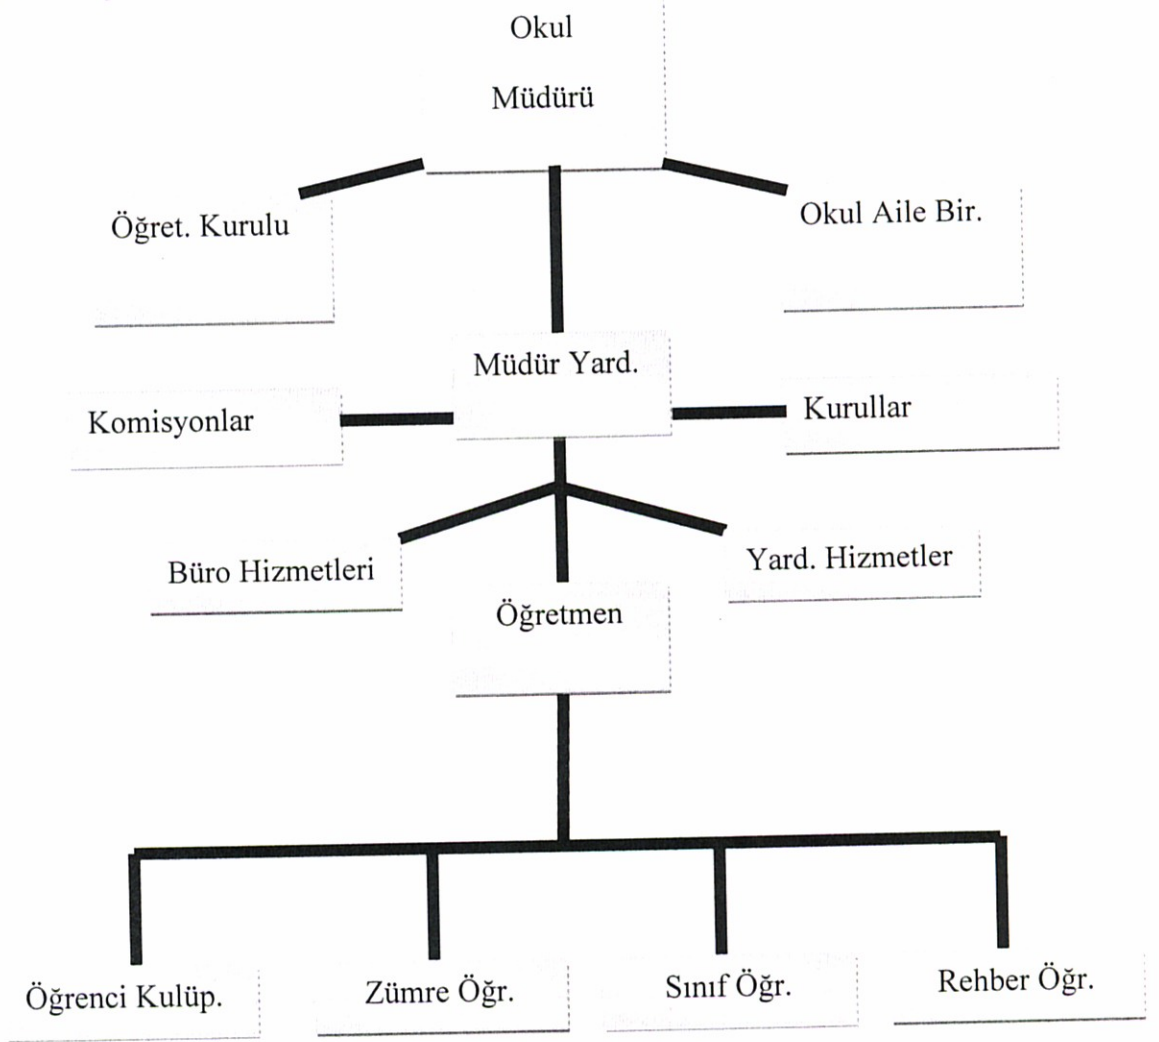 Okul
Müdürü
Öğret. Kurulu
Okul Aile Bir.
Müdür Yard.
Komisyonlar
Kurullar
Büro Hizmetleri
Yard. Hizmetler
Öğretmen
Öğrenci Kulüp.
Zümre Öğr.
Sınıf Öğr.
Rehber Öğr.